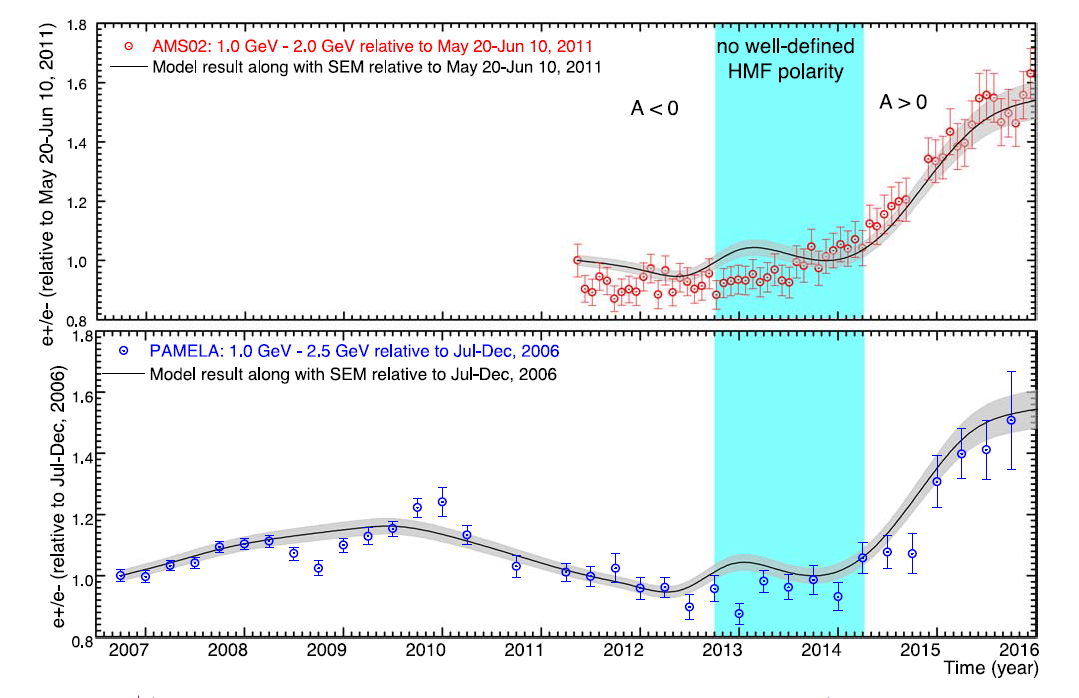 e+/e- (relative to May 20-Jun 10, 2011)
1.8
1.6
1.4
1.2
1.0
0.8
AMS02: 1.0 GeV - 2.0 GeV relative to May 20-Jun 10, 2011
Model result along with SEM relative to May 20-Jun 10, 2011
no well-defined
HMF polarity
A < 0
A > 0
e+/e- (relative to Jul-Dec, 2006)
1.8
1.6
1.4
1.2
1.0
0.8
PAMELA: 1.0 GeV - 2.5 GeV relative to Jul-Dec, 2006
Model result along with SEM relative to Jul-Dec, 2006
2007 2008 2009 2010 2011 2012 2013 2014 2015 2016
Time (year)